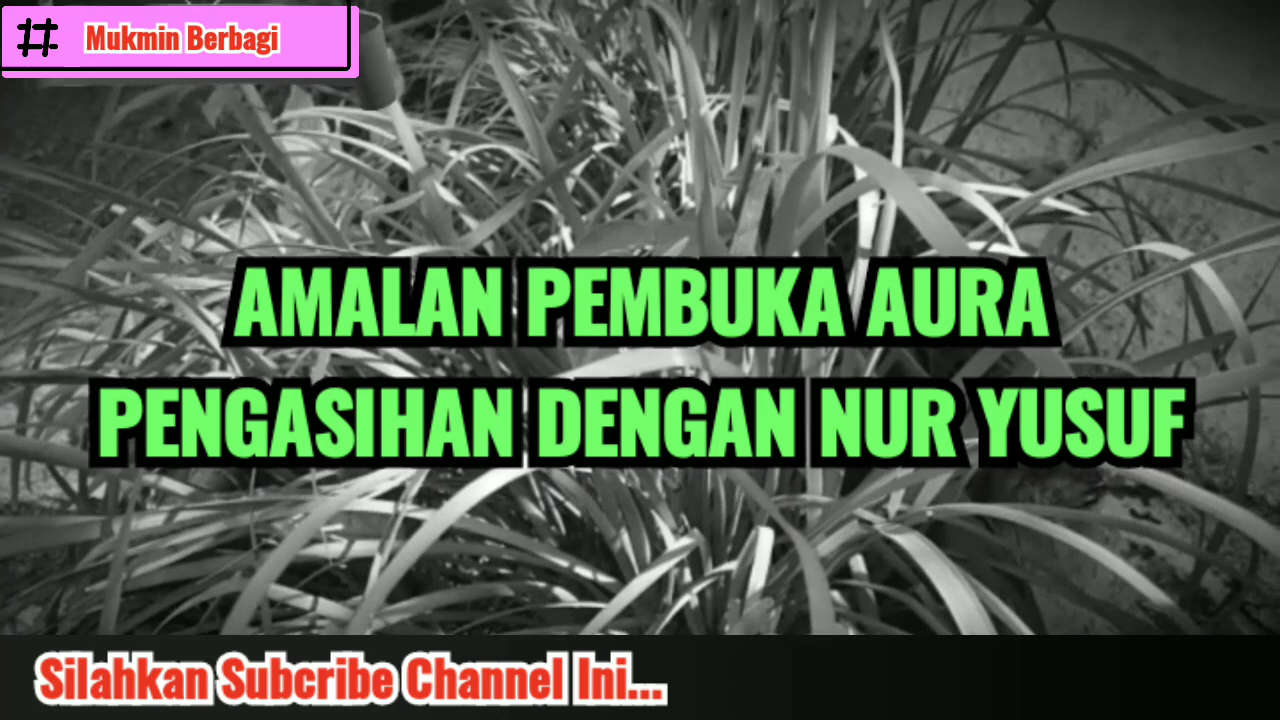 # Mukmin Berbagi
AMALAN PEMBUKA AURA
PENGASIHAN DENGAN NUR YUSUF
Silahkan Subcribe Channel Ini...